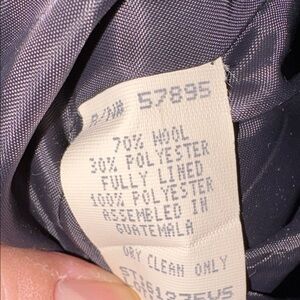 R/N# 57895
70% WOOL
30% POLYESTER
FULLY LINED
100% POLYESTER
ASSEMBLED IN
GUATEMALA
DRY CLEAN ONLY